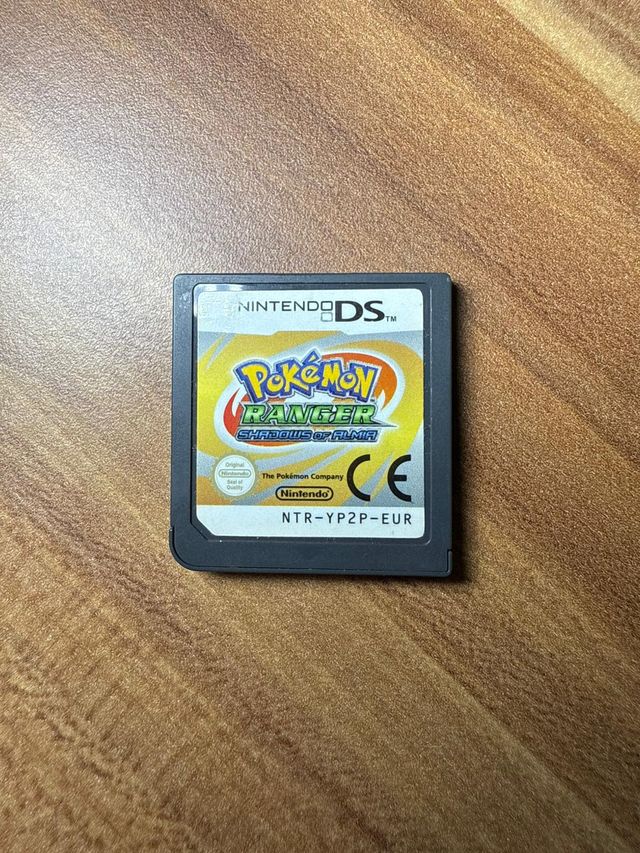 NINTENDO DS™
POKéMON
RANGER
SHADOWS OF ALMIA
Original
Nintendo
Seal of
Quality
The Pokémon Company
Nintendo®
CE
NTR-YP2P-EUR